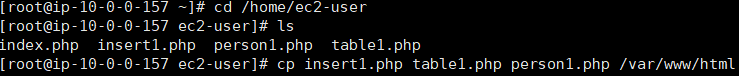 [root@ip-10-0-0-157 ~]# cd /home/ec2-user
[root@ip-10-0-0-157 ec2-user]# ls
index.php  insert1.php  person1.php  table1.php
[root@ip-10-0-0-157 ec2-user]# cp insert1.php table1.php person1.php /var/www/html